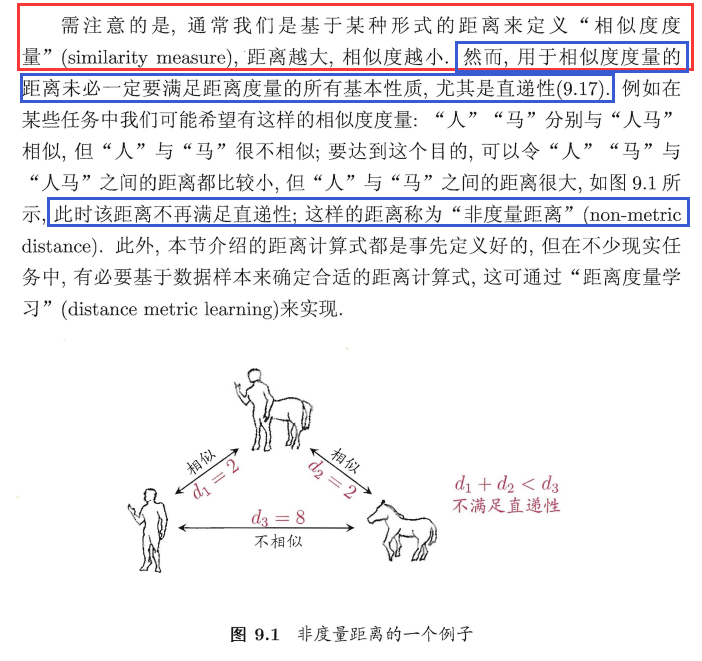 需注意的是, 通常我们是基于某种形式的距离来定义“相似度度
量”(similarity measure), 距离越大, 相似度越小. 然而, 用于相似度度量的
距离未必一定要满足距离度量的所有基本性质, 尤其是直递性(9.17). 例如在
某些任务中我们可能希望有这样的相似度度量: “人”“马”分别与“人马”
相似, 但“人”与“马”很不相似; 要达到这个目的, 可以令“人”“马”与
“人马”之间的距离都比较小, 但“人”与“马”之间的距离很大, 如图 9.1 所
示, 此时该距离不再满足直递性; 这样的距离称为“非度量距离”(non-metric
distance). 此外, 本节介绍的距离计算式都是事先定义好的, 但在不少现实任
务中, 有必要基于数据样本来确定合适的距离计算式, 这可通过“距离度量学
习”(distance metric learning)来实现.
相似
d₁ = 2
相似
d₂ = 2
d₁ + d₂ < d₃
不满足直递性
d₃ = 8
不相似
图 9.1 非度量距离的一个例子